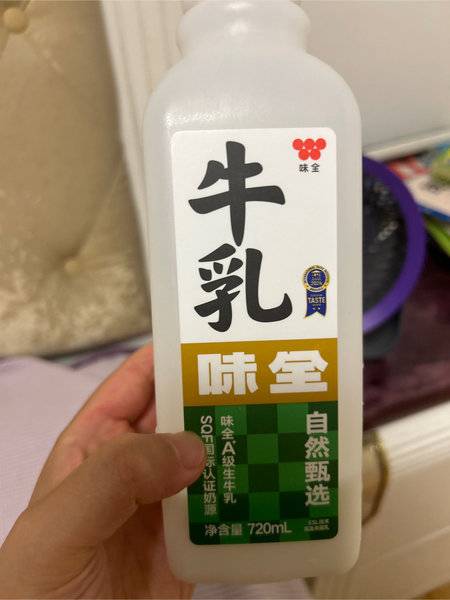 味全
牛乳
TASTE
味全
自然甄选
味全A+级生牛乳
SQF国际认证奶源
净含量 720mL